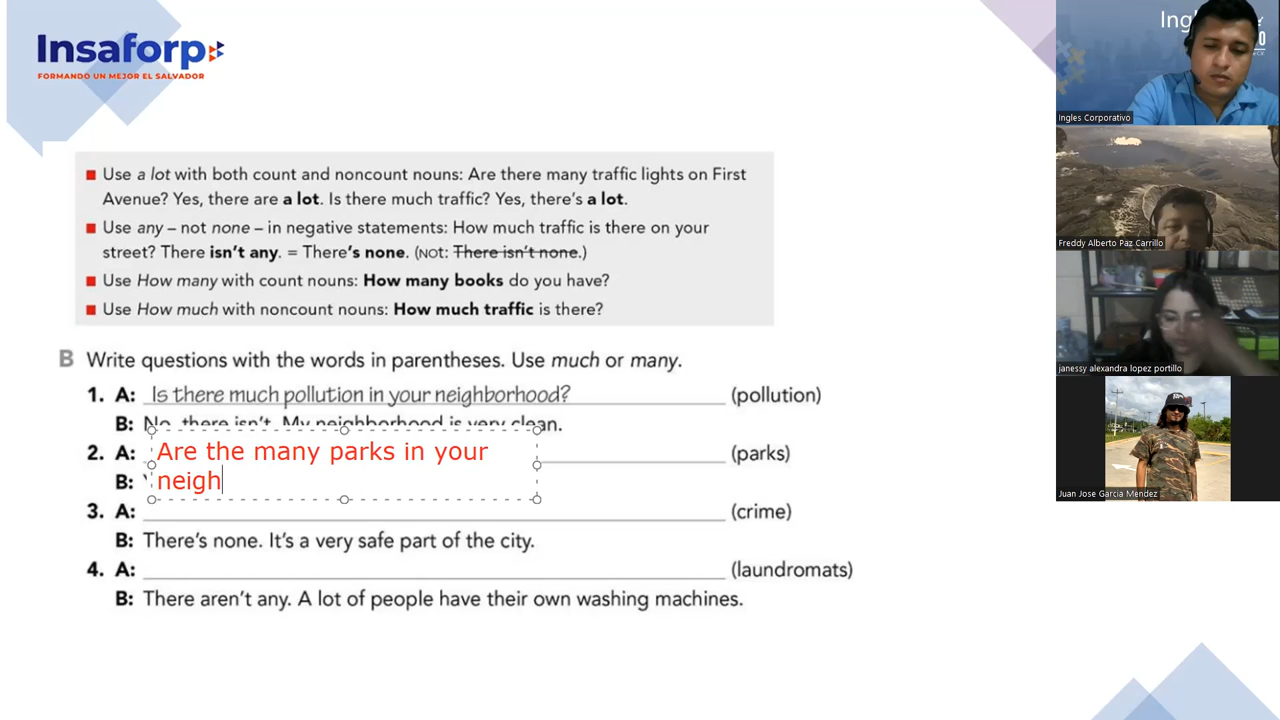 Insaforp
FORMANDO UN MEJOR EL SALVADOR
Use a lot with both count and noncount nouns: Are there many traffic lights on First
Avenue? Yes, there are a lot. Is there much traffic? Yes, there's a lot.
Use any – not none – in negative statements: How much traffic is there on your
street? There isn't any. = There's none. (NOT: There isn't none.)
Use How many with count nouns: How many books do you have?
Use How much with noncount nouns: How much traffic is there?
B Write questions with the words in parentheses. Use much or many.
1. A: Is there much pollution in your neighborhood? (pollution)
B: No, there isn't. My neighborhood is very clean.
2. A: Are the many parks in your (parks)
B: neigh
3. A: (crime)
B: There's none. It's a very safe part of the city.
4. A: (laundromats)
B: There aren't any. A lot of people have their own washing machines.
Ingles Corporativo
Freddy Alberto Paz Carrillo
janessy alexandra lopez portillo
Juan Jose Garcia Mendez